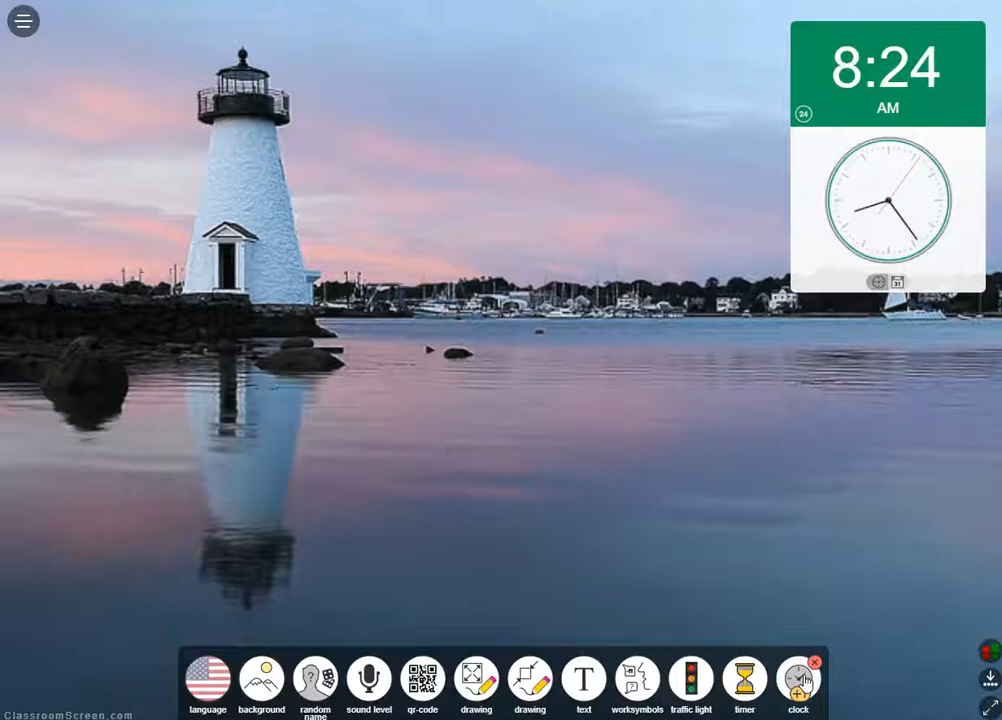 8:24
AM
24
31
language
background
random
name
sound level
qr-code
drawing
drawing
text
worksymbols
traffic light
timer
clock
ClassroomScreen.com